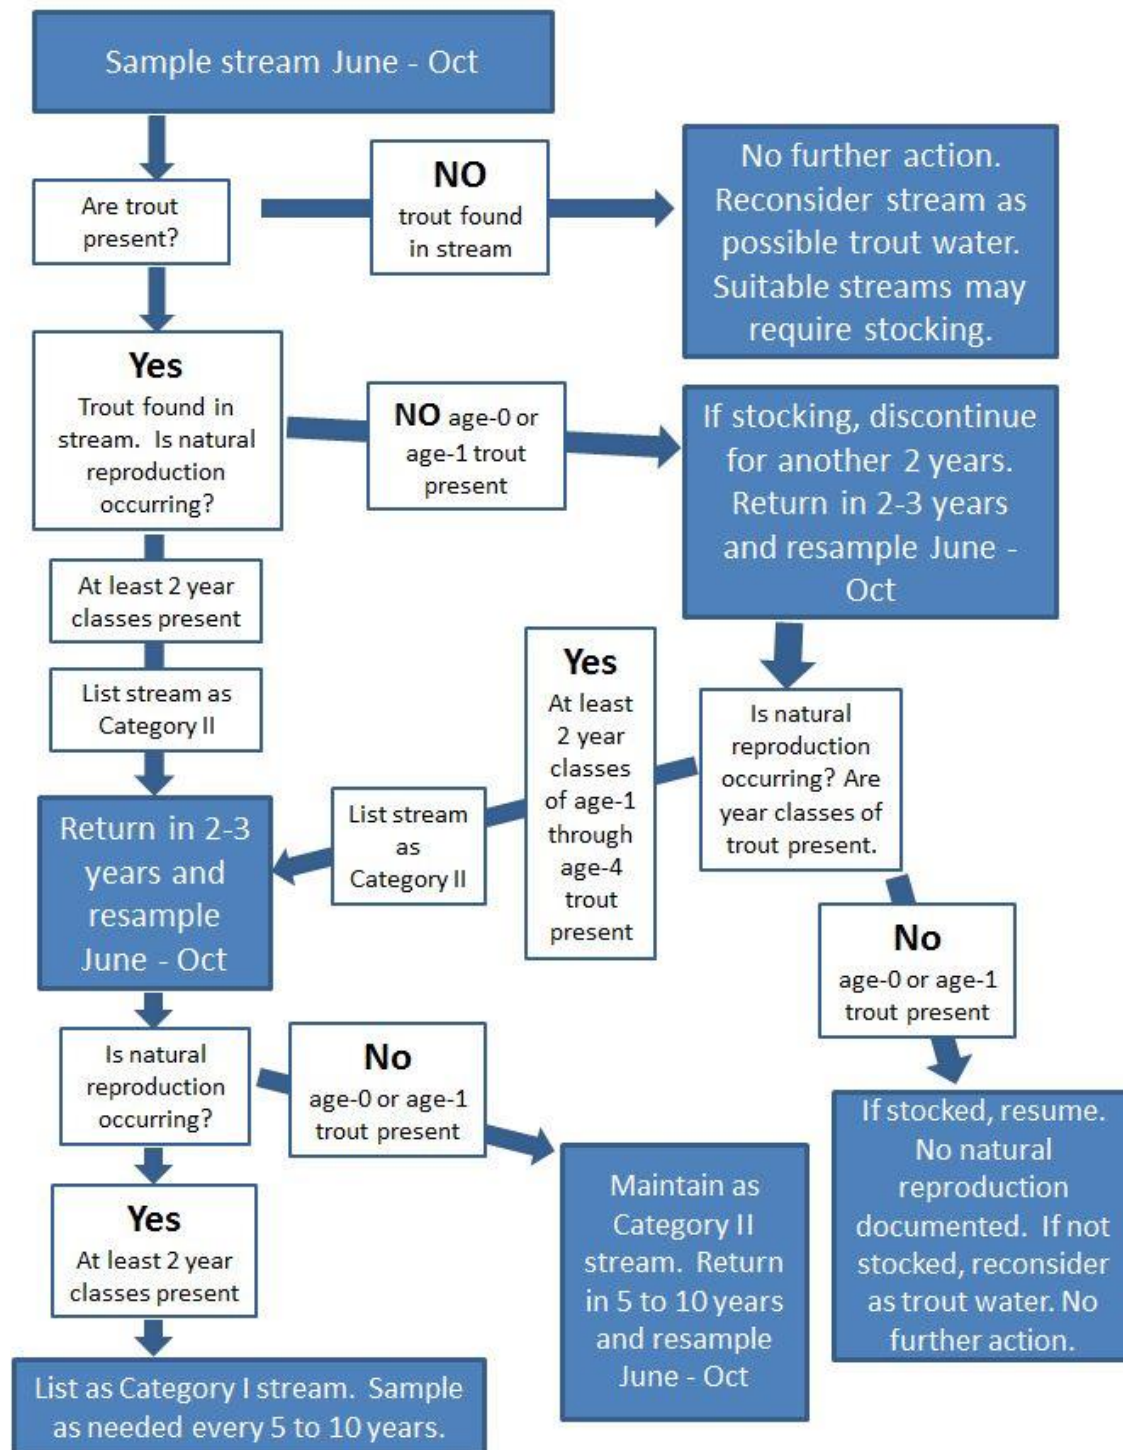 Sample stream June - Oct
Are trout
present?
NO
trout found
in stream
No further action.
Reconsider stream as
possible trout water.
Suitable streams may
require stocking.
Yes
Trout found in
stream. Is natural
reproduction
occurring?
NO age-0 or
age-1 trout
present
If stocking, discontinue
for another 2 years.
Return in 2-3 years
and resample June -
Oct
At least 2 year
classes present
List stream as
Category II
Is natural
reproduction
occurring? Are
year classes of
trout present.
Yes
At least
2 year
classes
of age-1
through
age-4
trout
present
List stream
as
Category II
Return in 2-3
years and
resample
June - Oct
No
age-0 or age-1
trout present
If stocked, resume.
No natural
reproduction
documented. If not
stocked, reconsider
as trout water. No
further action.
Is natural
reproduction
occurring?
No
age-0 or age-1
trout present
Maintain as
Category II
stream. Return
in 5 to 10 years
and resample
June - Oct
Yes
At least 2 year
classes present
List as Category I stream. Sample
as needed every 5 to 10 years.